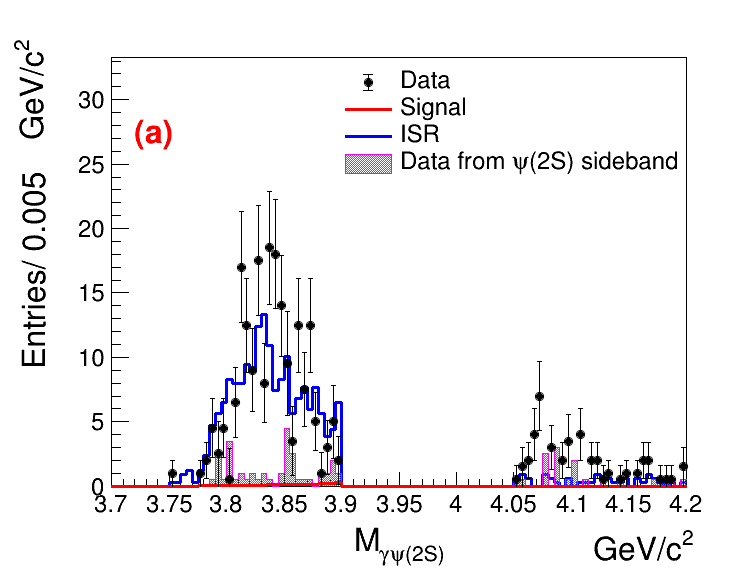 Entries/ 0.005 GeV/c²
30
25
20
15
10
5
0
(a)
Data
Signal
ISR
Data from ψ(2S) sideband
3.7 3.75 3.8 3.85 3.9 3.95 4 4.05 4.1 4.15 4.2
M_γψ(2S)
GeV/c²